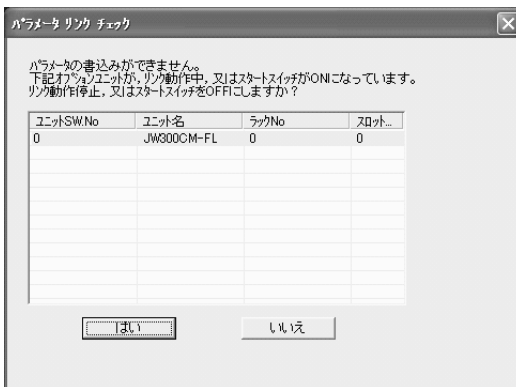 パラメータ リンク チェック
パラメータの書込みができません。
下記オプションユニットが，リンク動作中，又はスタートスイッチがONになっています。
リンク動作停止，又はスタートスイッチをOFFにしますか？
ユニットSW.No ユニット名 ラックNo スロット...
0 JW300CM-FL 0 0
はい いいえ